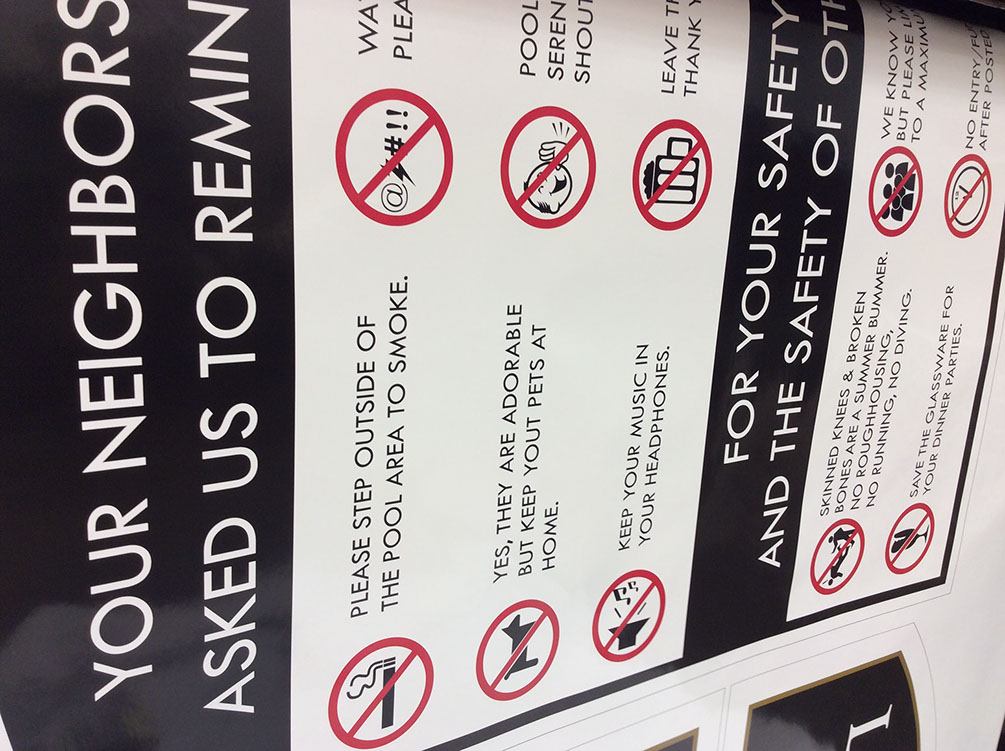 YOUR NEIGHBORS
ASKED US TO REMIN
PLEASE STEP OUTSIDE OF
THE POOL AREA TO SMOKE.
@ #!!
WA
PLEA
YES, THEY ARE ADORABLE
BUT KEEP YOUT PETS AT
HOME.
POOL
SEREN
SHOUT
KEEP YOUR MUSIC IN
YOUR HEADPHONES.
LEAVE T
THANK Y
FOR YOUR SAFETY
AND THE SAFETY OF OTH
SKINNED KNEES & BROKEN
BONES ARE A SUMMER BUMMER.
NO ROUGHHOUSING,
NO RUNNING, NO DIVING.
WE KNOW YO
BUT PLEASE LIM
TO A MAXIMU
SAVE THE GLASSWARE FOR
YOUR DINNER PARTIES.
NO ENTRY/FU
AFTER POSTED